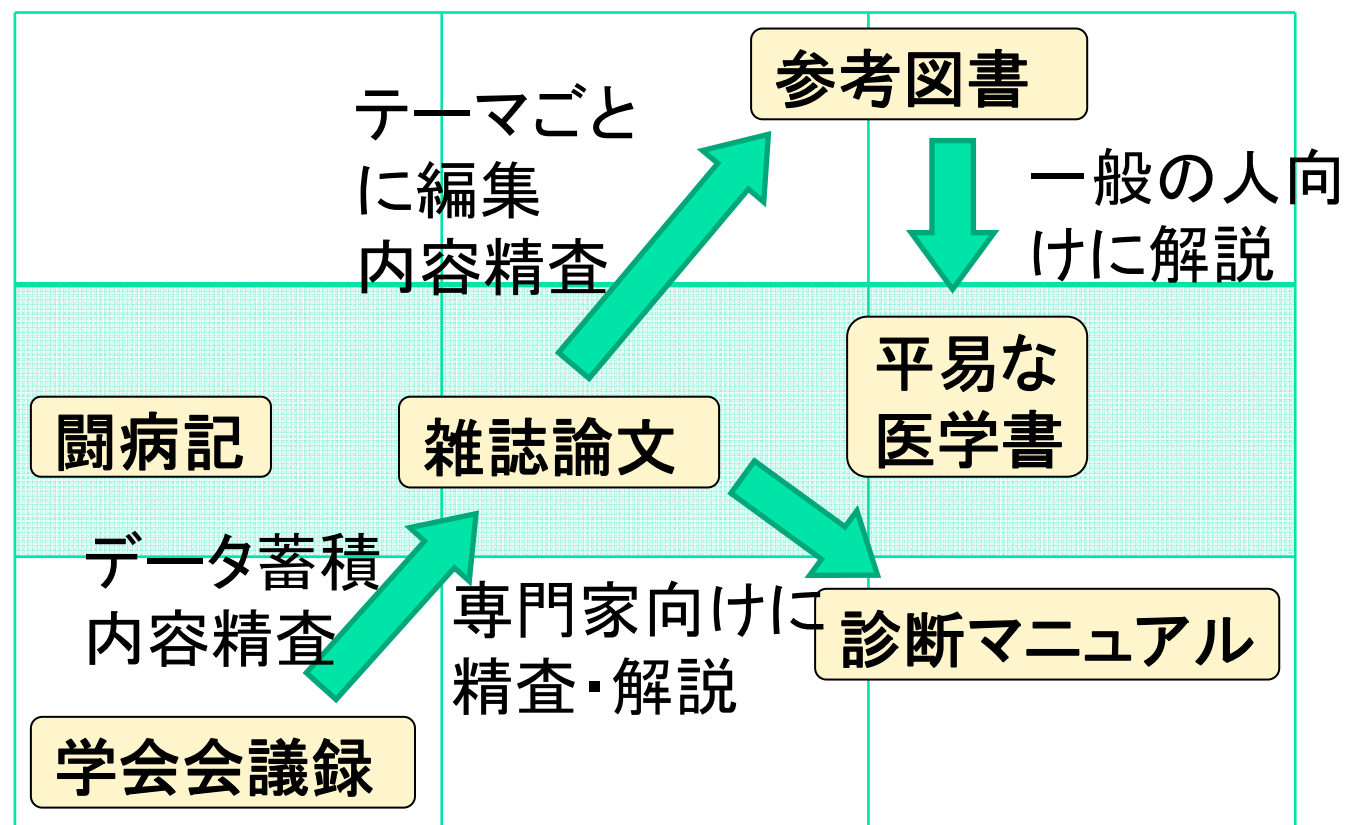 参考図書
テーマごと
に編集
内容精査
一般の人向
けに解説
平易な
医学書
闘病記
雑誌論文
データ蓄積
内容精査
専門家向けに
精査・解説
診断マニュアル
学会会議録